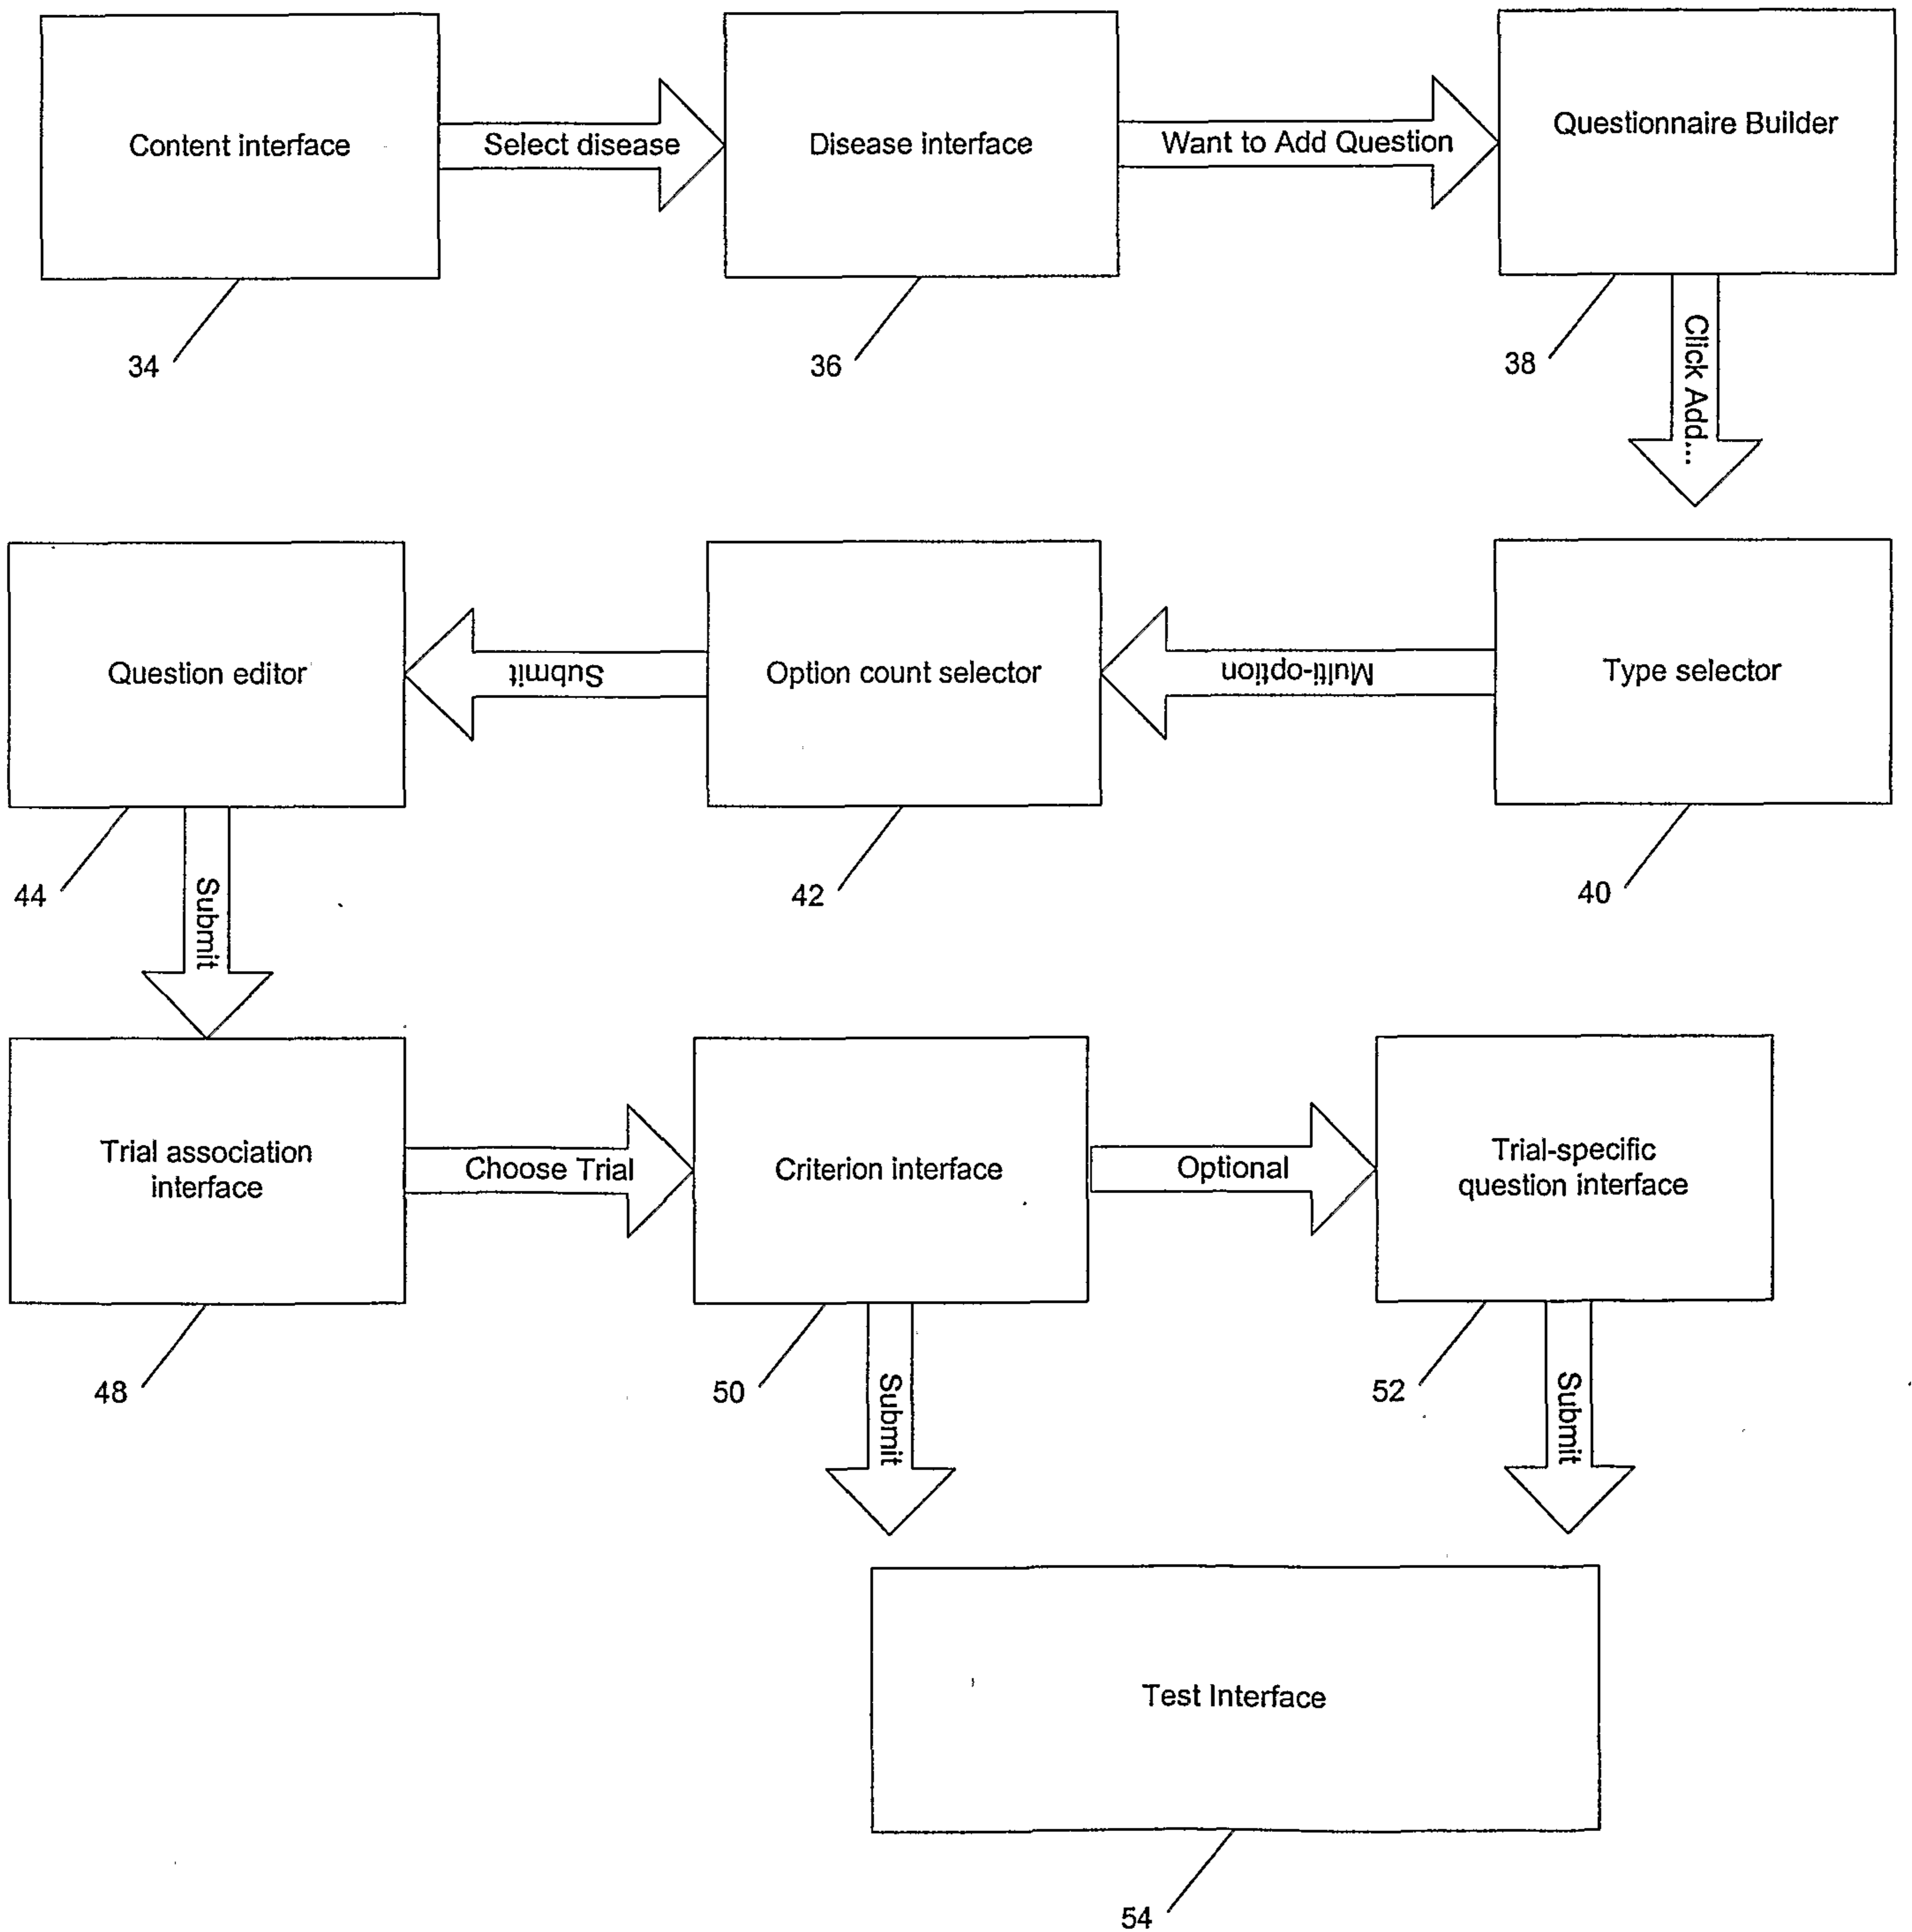 Content interface
Select disease
Disease interface
Want to Add Question
Questionnaire Builder
34
36
38
Click Add...
Question editor
Submit
Option count selector
Multi-option
Type selector
44
42
40
Submit
Trial association
interface
Choose Trial
Criterion interface
Optional
Trial-specific
question interface
48
50
52
Submit
Submit
Test Interface
54